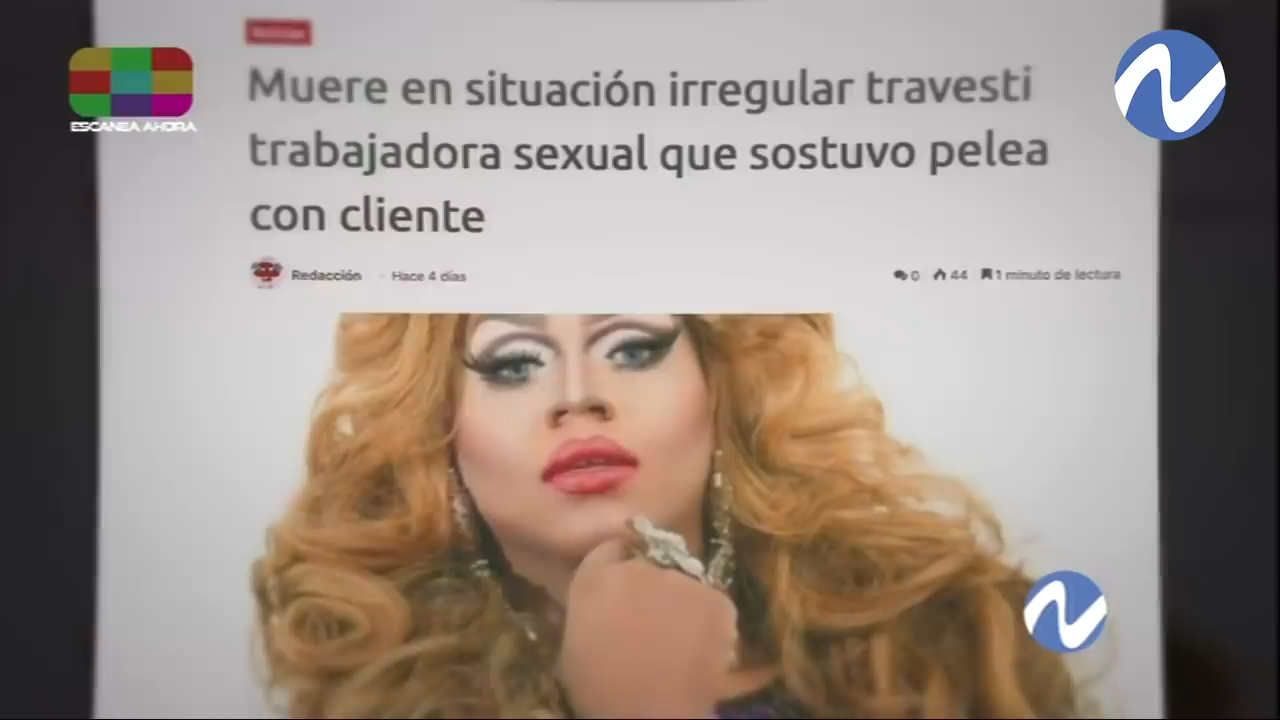 ESCANEA AHORA
Muere en situación irregular travesti
trabajadora sexual que sostuvo pelea
con cliente
Redacción Hace 4 días
0 44 1 minuto de lectura